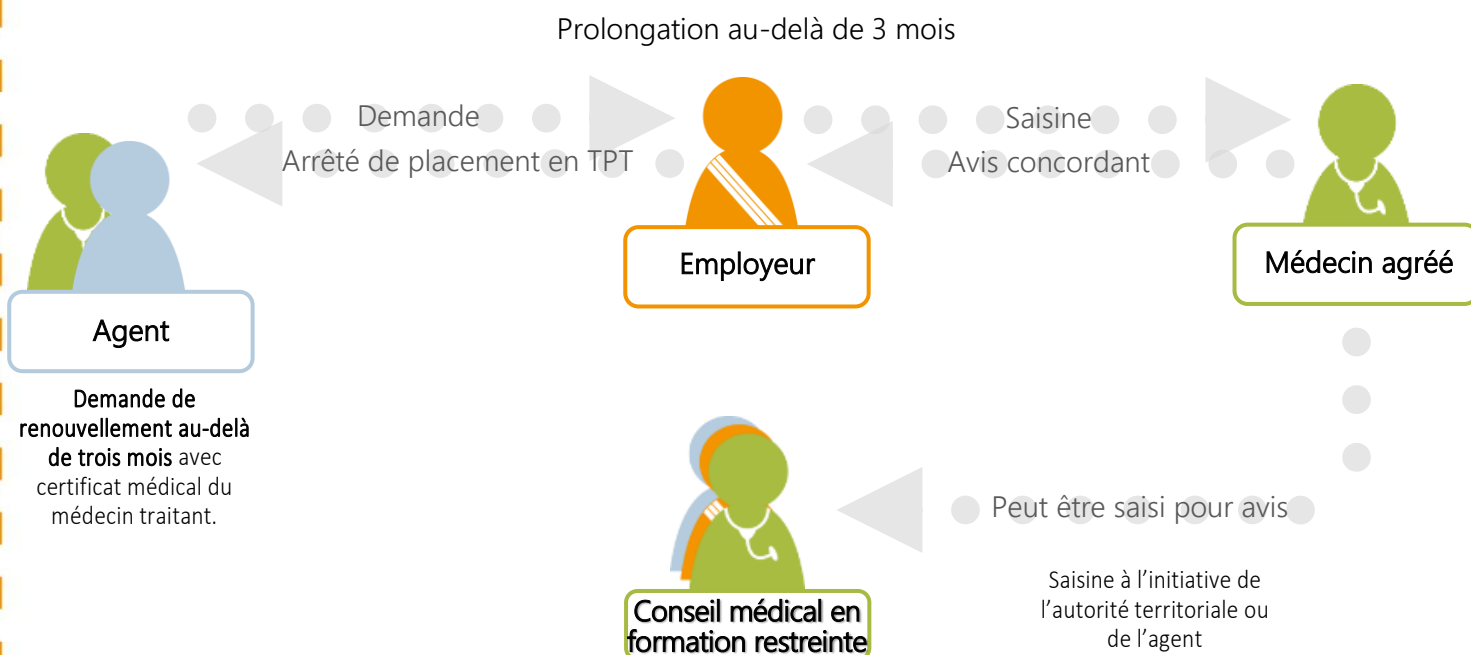 Prolongation au-delà de 3 mois
Demande
Arrêté de placement en TPT
Saisine
Avis concordant
Employeur
Médecin agréé
Agent
Demande de
renouvellement au-delà
de trois mois avec
certificat médical du
médecin traitant.
Peut être saisi pour avis
Saisine à l’initiative de
l’autorité territoriale ou
de l’agent
Conseil médical en
formation restreinte